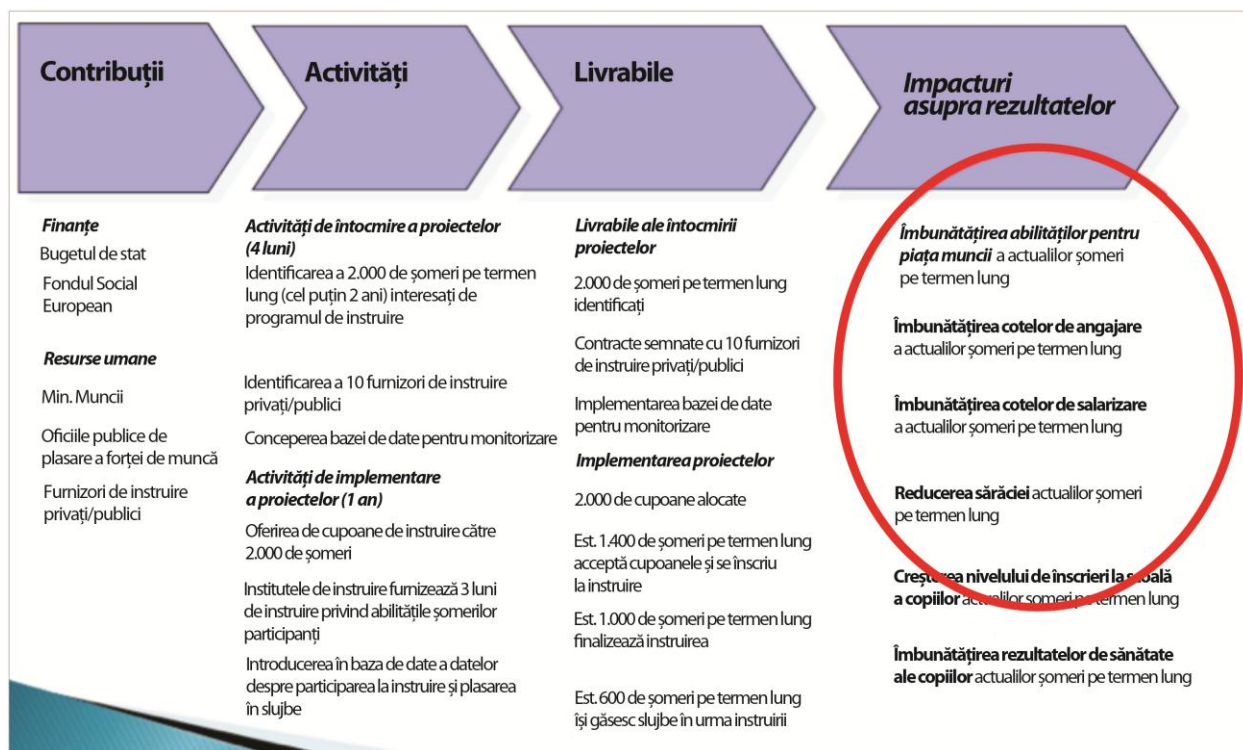 Contribuții
Activități
Livrabile
Impacturi
asupra rezultatelor
Finanțe
Bugetul de stat
Fondul Social
European
Resurse umane
Min. Muncii
Oficiile publice de
plasare a forței de muncă
Furnizori de instruire
privați/publici
Activități de întocmire a proiectelor
(4 luni)
Identificarea a 2.000 de șomeri pe termen
lung (cel puțin 2 ani) interesați de
programul de instruire
Identificarea a 10 furnizori de instruire
privați/publici
Conceperea bazei de date pentru monitorizare
Activități de implementare
a proiectelor (1 an)
Oferirea de cupoane de instruire către
2.000 de șomeri
Institutele de instruire furnizează 3 luni
de instruire privind abilitățile șomerilor
participanți
Introducerea în baza de date a datelor
despre participarea la instruire și plasarea
în slujbe
Livrabile ale întocmirii
proiectelor
2.000 de șomeri pe termen lung
identificați
Contracte semnate cu 10 furnizori
de instruire privați/publici
Implementarea bazei de date
pentru monitorizare
Implementarea proiectelor
2.000 de cupoane alocate
Est. 1.400 de șomeri pe termen lung
acceptă cupoanele și se înscriu
la instruire
Est. 1.000 de șomeri pe termen lung
finalizează instruirea
Est. 600 de șomeri pe termen lung
își găsesc slujbe în urma instruirii
Îmbunătățirea abilităților pentru
piața muncii a actualilor șomeri
pe termen lung
Îmbunătățirea cotelor de angajare
a actualilor șomeri pe termen lung
Îmbunătățirea cotelor de salarizare
a actualilor șomeri pe termen lung
Reducerea sărăciei actualilor șomeri
pe termen lung
Creșterea nivelului de înscrieri la școală
a copiilor actualilor șomeri pe termen lung
Îmbunătățirea rezultatelor de sănătate
ale copiilor actualilor șomeri pe termen lung